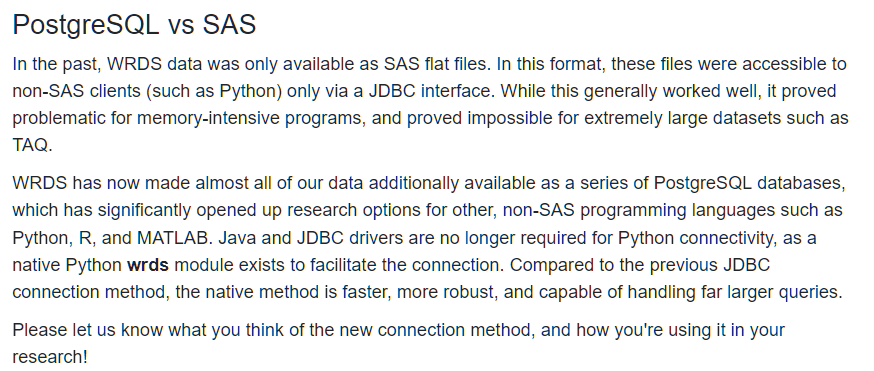 PostgreSQL vs SAS
In the past, WRDS data was only available as SAS flat files. In this format, these files were accessible to
non-SAS clients (such as Python) only via a JDBC interface. While this generally worked well, it proved
problematic for memory-intensive programs, and proved impossible for extremely large datasets such as
TAQ.
WRDS has now made almost all of our data additionally available as a series of PostgreSQL databases,
which has significantly opened up research options for other, non-SAS programming languages such as
Python, R, and MATLAB. Java and JDBC drivers are no longer required for Python connectivity, as a
native Python wrds module exists to facilitate the connection. Compared to the previous JDBC
connection method, the native method is faster, more robust, and capable of handling far larger queries.
Please let us know what you think of the new connection method, and how you're using it in your
research!